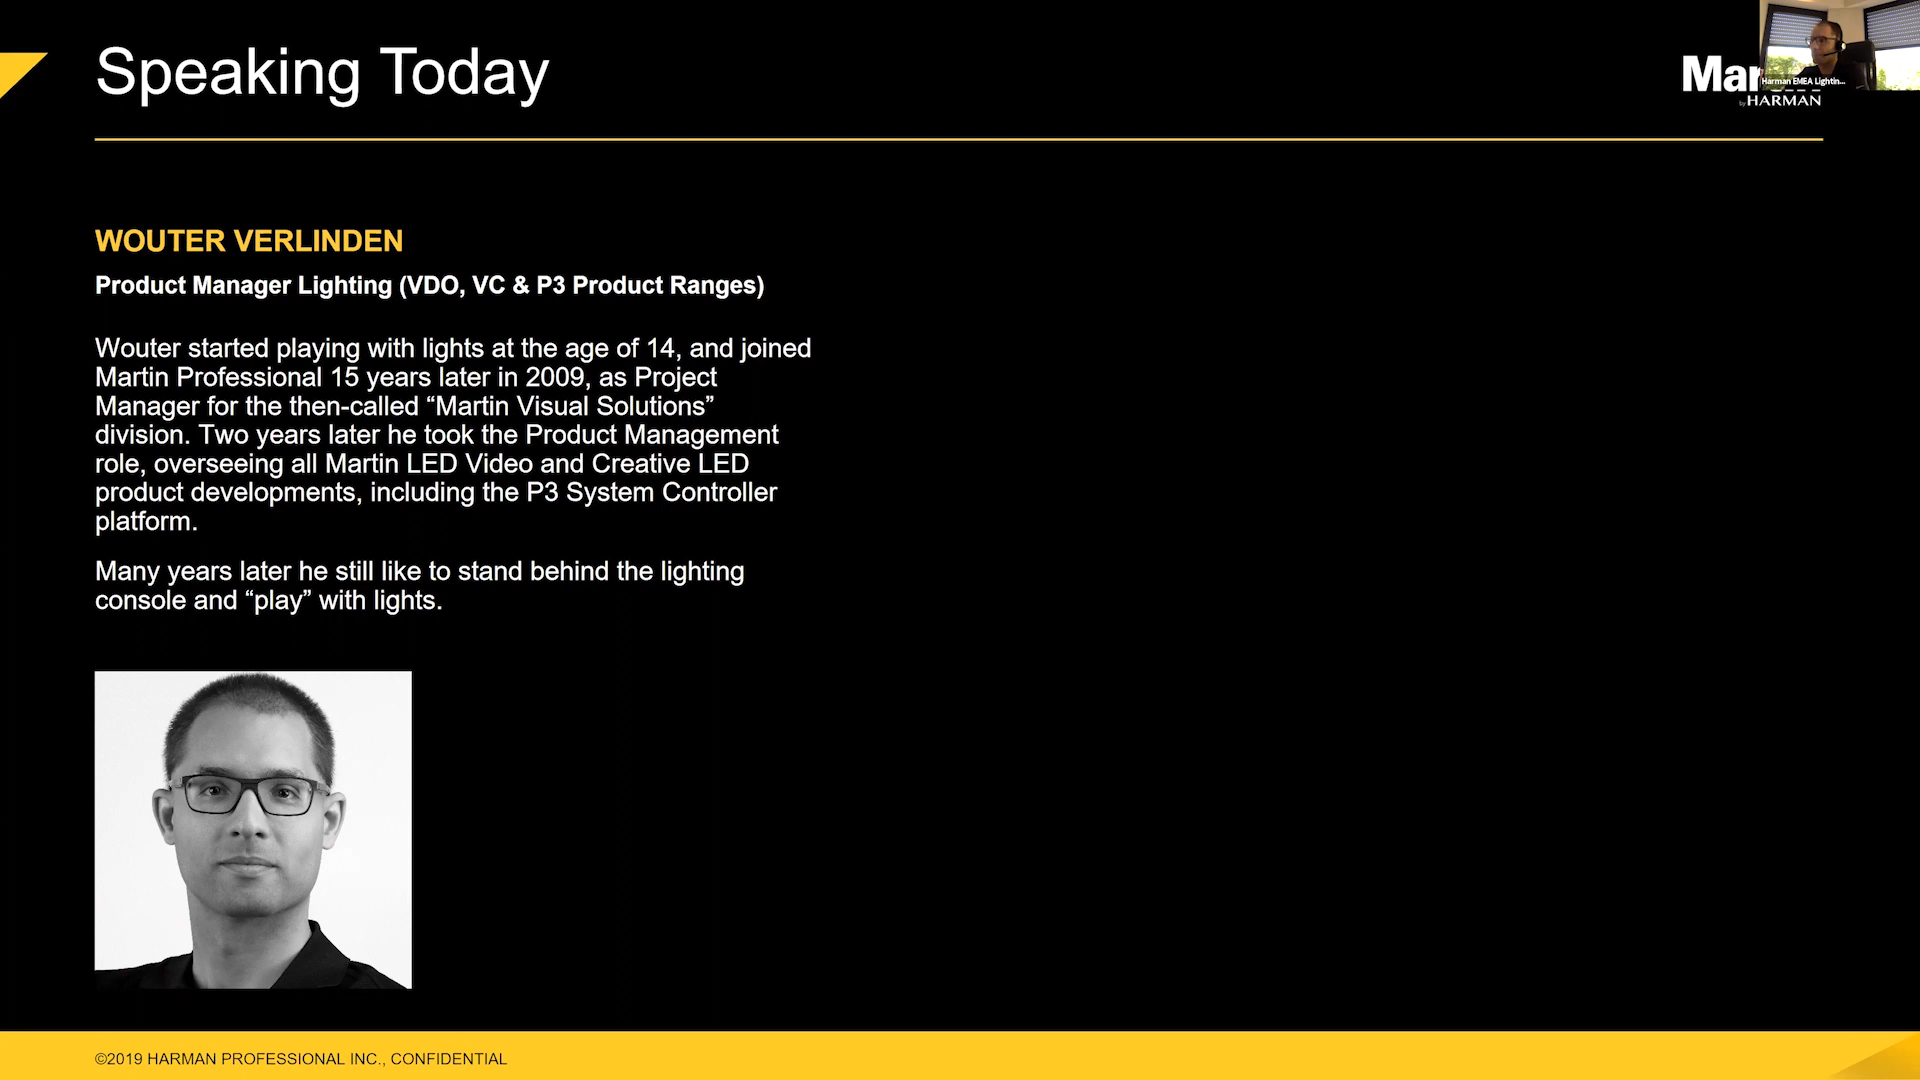 Speaking Today
by HARMAN
Harman EMEA Lightin...
WOUTER VERLINDEN
Product Manager Lighting (VDO, VC & P3 Product Ranges)
Wouter started playing with lights at the age of 14, and joined
Martin Professional 15 years later in 2009, as Project
Manager for the then-called “Martin Visual Solutions”
division. Two years later he took the Product Management
role, overseeing all Martin LED Video and Creative LED
product developments, including the P3 System Controller
platform.
Many years later he still like to stand behind the lighting
console and “play” with lights.
©2019 HARMAN PROFESSIONAL INC., CONFIDENTIAL